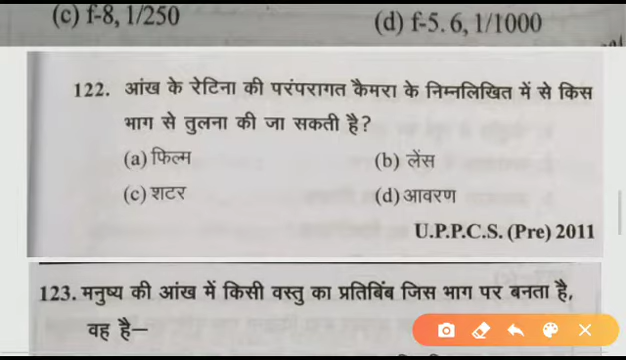 (c) f-8, 1/250 (d) f-5. 6, 1/1000
122. आंख के रेटिना की परंपरागत कैमरा के निम्नलिखित में से किस
भाग से तुलना की जा सकती है?
(a) फिल्म (b) लेंस
(c) शटर (d) आवरण
U.P.P.C.S. (Pre) 2011
123. मनुष्य की आंख में किसी वस्तु का प्रतिबिंब जिस भाग पर बनता है,
वह है–